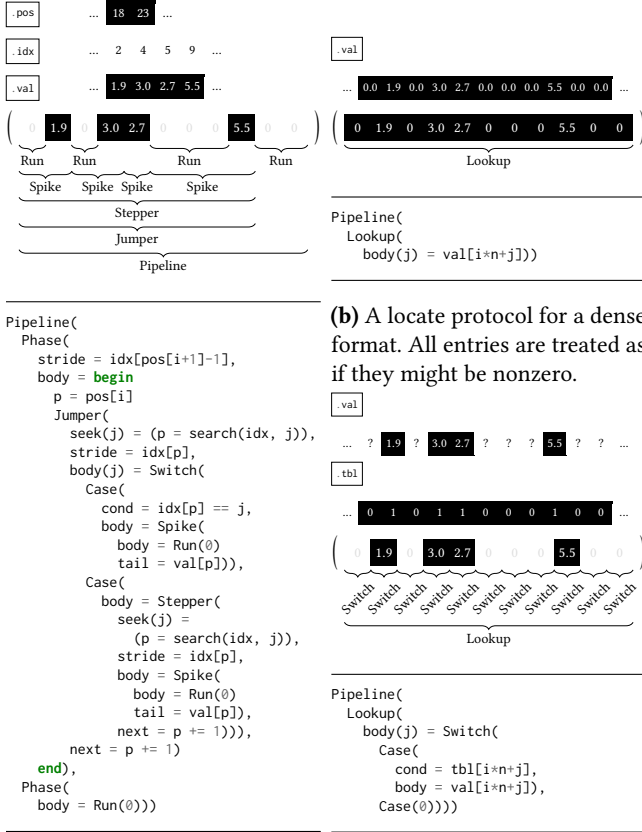 .pos ... 18 23 ...
.idx ... 2 4 5 9 ...
.val ... 1.9 3.0 2.7 5.5 ...
( 0 1.9 0 3.0 2.7 0 0 0 5.5 0 0 )
Run Run Run Run
Spike Spike Spike Spike
Stepper
Jumper
Pipeline
Pipeline(
  Phase(
    stride = idx[pos[i+1]-1],
    body = begin
      p = pos[i]
      Jumper(
        seek(j) = (p = search(idx, j)),
        stride = idx[p],
        body(j) = Switch(
          Case(
            cond = idx[p] == j,
            body = Spike(
              body = Run(0)
              tail = val[p])),
          Case(
            body = Stepper(
              seek(j) =
                (p = search(idx, j)),
              stride = idx[p],
              body = Spike(
                body = Run(0)
                tail = val[p]),
              next = p += 1))),
        next = p += 1)
    end),
  Phase(
    body = Run(0)))
.val
... 0.0 1.9 0.0 3.0 2.7 0.0 0.0 0.0 5.5 0.0 0.0 ...
( 0 1.9 0 3.0 2.7 0 0 0 5.5 0 0 )
Lookup
Pipeline(
  Lookup(
    body(j) = val[i*n+j]))
(b) A locate protocol for a dense
format. All entries are treated as
if they might be nonzero.
.val
... ? 1.9 ? 3.0 2.7 ? ? ? 5.5 ? ? ...
.tbl
... 0 1 0 1 1 0 0 0 1 0 0 ...
( 0 1.9 0 3.0 2.7 0 0 0 5.5 0 0 )
Switch Switch Switch Switch Switch Switch Switch Switch Switch Switch Switch
Lookup
Pipeline(
  Lookup(
    body(j) = Switch(
      Case(
        cond = tbl[i*n+j],
        body = val[i*n+j]),
      Case(0))))